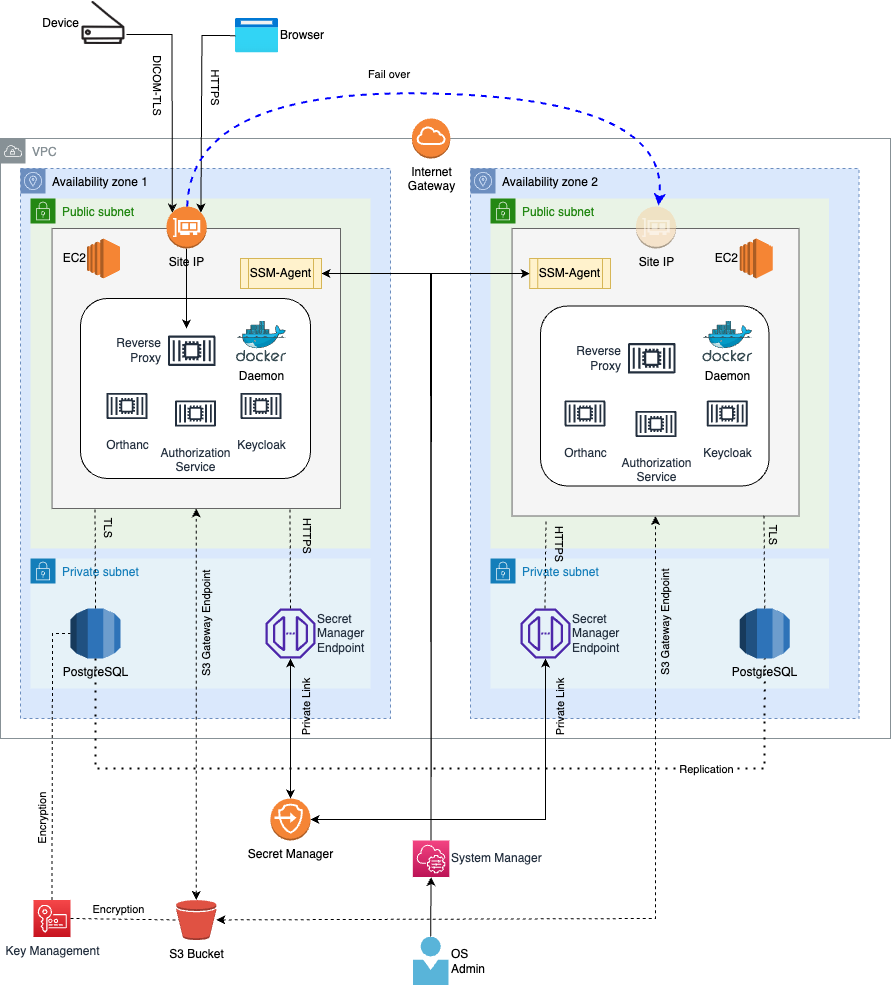 Device
Browser
DICOM-TLS
HTTPS
Fail over
VPC
Internet
Gateway
Availability zone 1
Public subnet
EC2
Site IP
SSM-Agent
Reverse
Proxy
docker
Daemon
Orthanc
Authorization
Service
Keycloak
TLS
HTTPS
Private subnet
S3 Gateway Endpoint
PostgreSQL
Secret
Manager
Endpoint
Private Link
Availability zone 2
Public subnet
SSM-Agent
Site IP
EC2
Reverse
Proxy
docker
Daemon
Orthanc
Authorization
Service
Keycloak
HTTPS
TLS
Private subnet
Secret
Manager
Endpoint
S3 Gateway Endpoint
PostgreSQL
Private Link
Replication
Encryption
Secret Manager
System Manager
Encryption
Key Management
S3 Bucket
OS
Admin